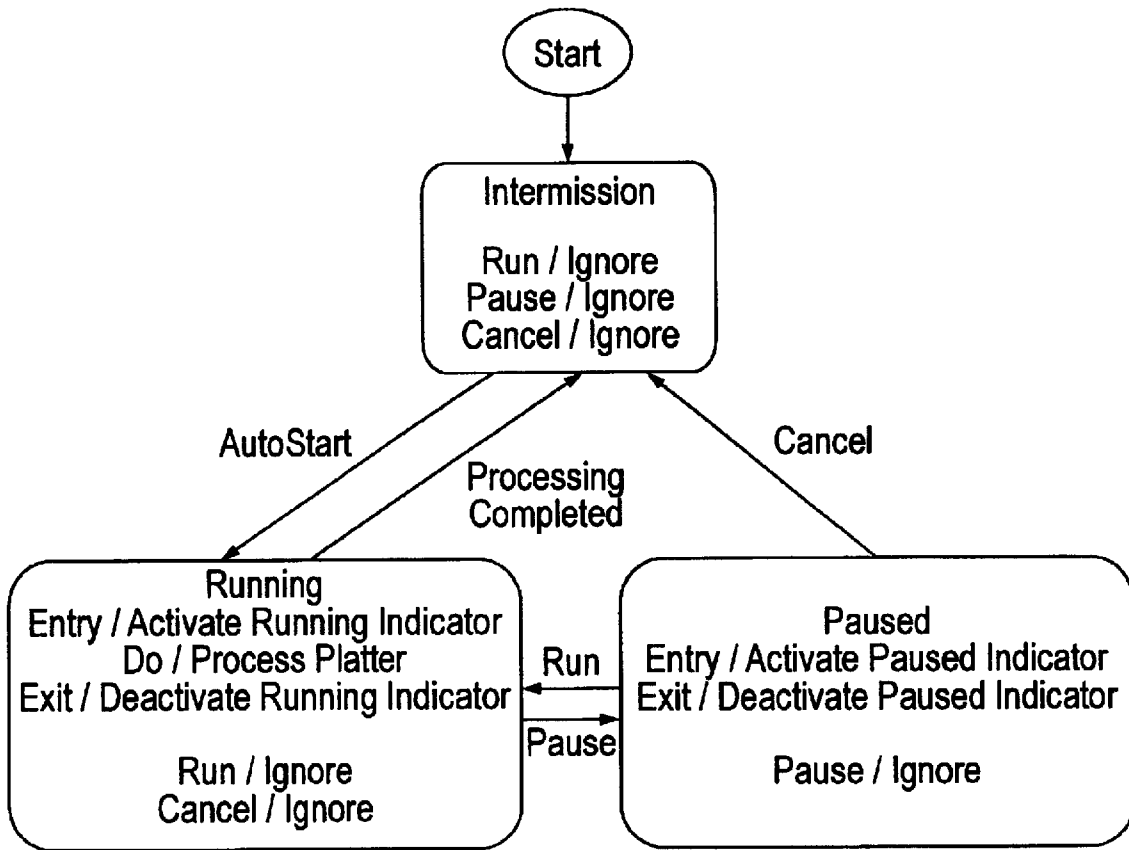 Start
Intermission
Run / Ignore
Pause / Ignore
Cancel / Ignore
AutoStart
Processing
Completed
Cancel
Running
Entry / Activate Running Indicator
Do / Process Platter
Exit / Deactivate Running Indicator
Run / Ignore
Cancel / Ignore
Run
Pause
Paused
Entry / Activate Paused Indicator
Exit / Deactivate Paused Indicator
Pause / Ignore